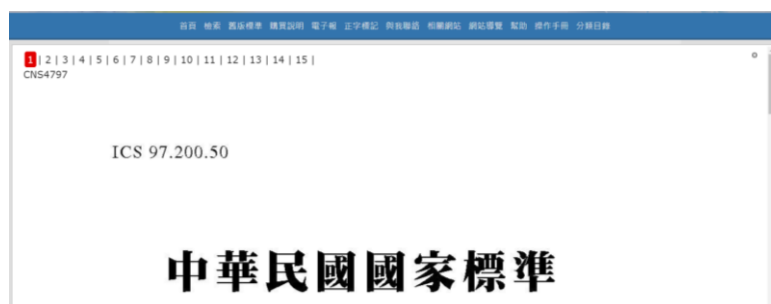 首頁 檢索 舊版標準 購買說明 電子報 正字標記 與我聯絡 相關網站 網站導覽 幫助 操作手冊 分類目錄
1 | 2 | 3 | 4 | 5 | 6 | 7 | 8 | 9 | 10 | 11 | 12 | 13 | 14 | 15 |
CNS4797
ICS 97.200.50
中華民國國家標準